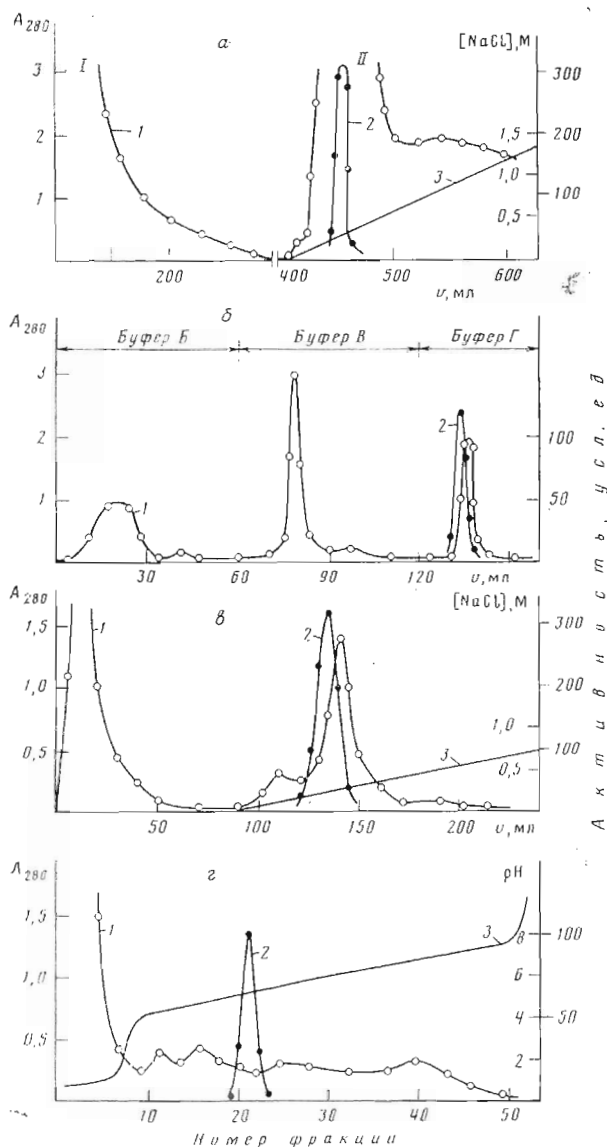 A280 а [NaCl], М
I II
3 300
1 2 1,5
2 200
3 1,0
1 100
0,5
200 400 500 600
υ, мл
A280 б
Буфер Б Буфер В Буфер Г
3
2 2 100
1 1 50
30 60 90 120 υ, мл
A280 в [NaCl], М
1,5 1 2 300
1,0 200
1,0
0,5 3 100
0,5
50 100 150 200 υ, мл
Активность, усл. ед
A280 г pH
1,5 1 2 3 8 100
1,0 6
4 50
0,5
2
10 20 30 40 50
Номер фракции